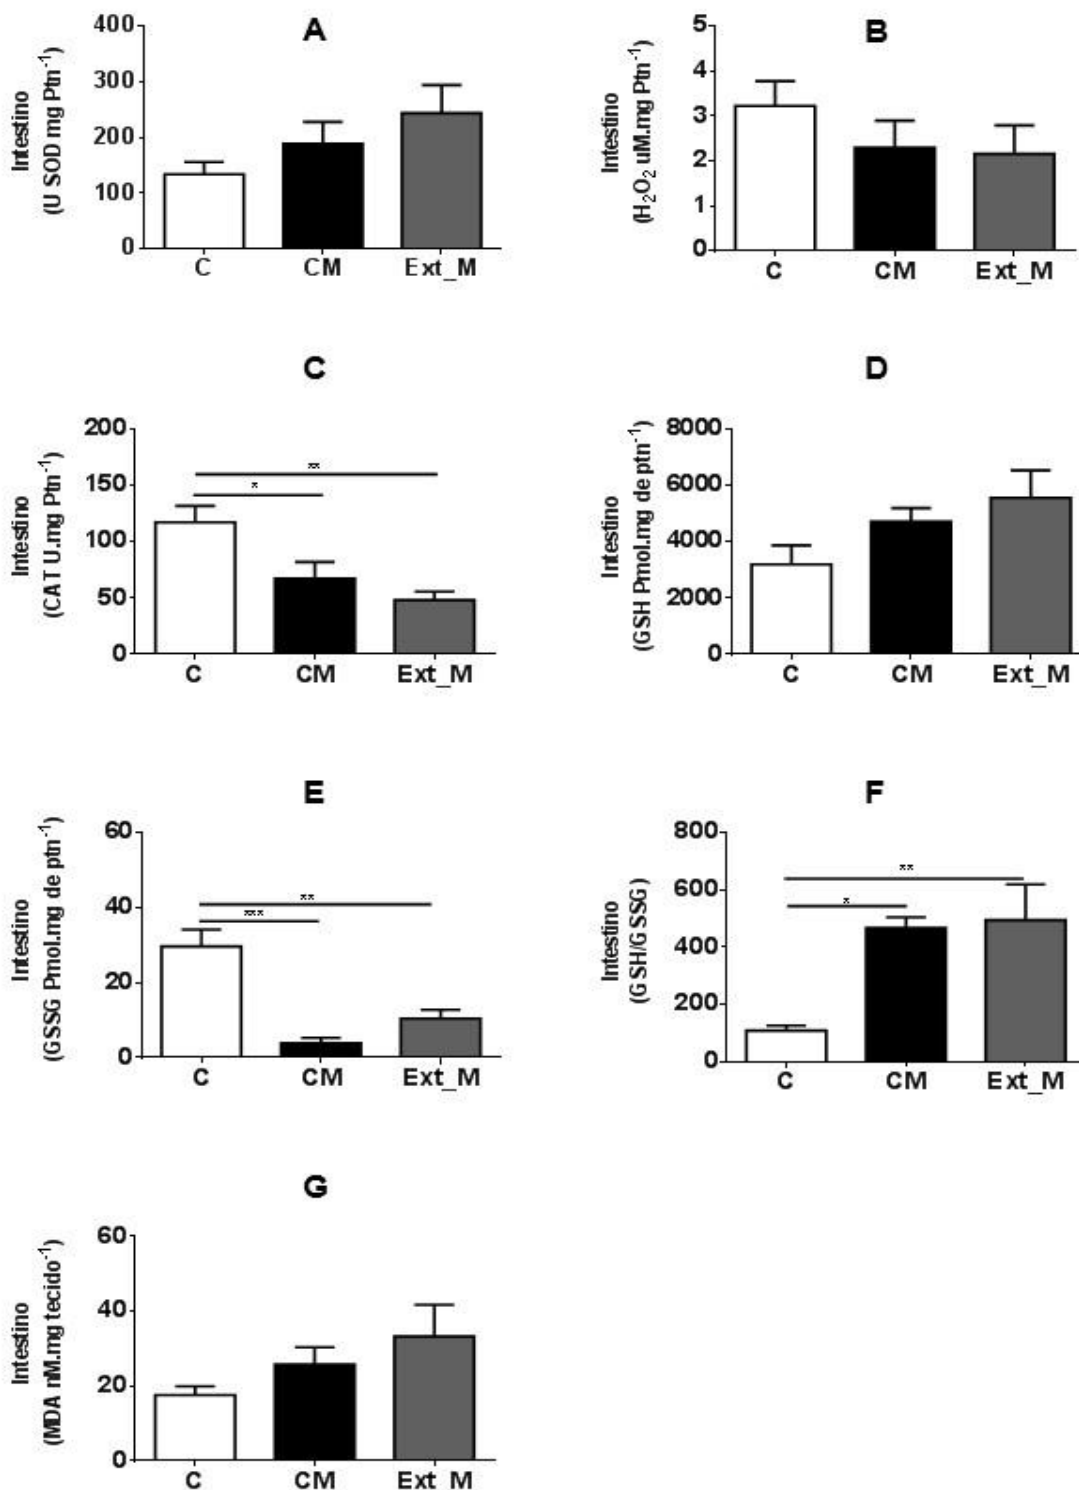 A
Intestino
(U SOD mg Ptn⁻¹)
400
300
200
100
0
C CM Ext_M
B
Intestino
(H₂O₂ uM.mg Ptn⁻¹)
5
4
3
2
1
0
C CM Ext_M
C
Intestino
(CAT U.mg Ptn⁻¹)
200
150
100
50
0
**
*
C CM Ext_M
D
Intestino
(GSH Pmol.mg de ptn⁻¹)
8000
6000
4000
2000
0
C CM Ext_M
E
Intestino
(GSSG Pmol.mg de ptn⁻¹)
60
40
20
0
**
***
C CM Ext_M
F
Intestino
(GSH/GSSG)
800
600
400
200
0
**
*
C CM Ext_M
G
Intestino
(MDA nM.mg tecido⁻¹)
60
40
20
0
C CM Ext_M